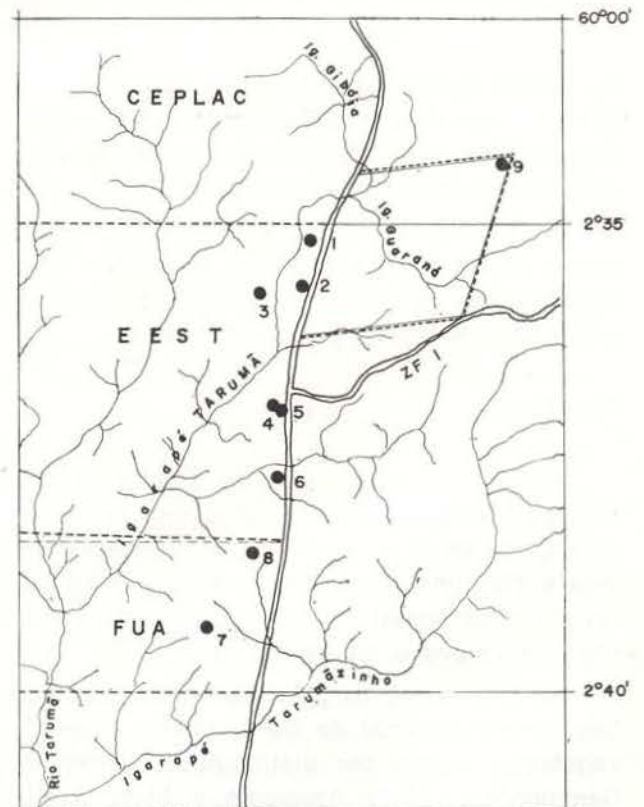 60°00'
Ig. Gibóia
CEPLAC
9
2°35
Ig. Guaraná
1
2
3
EEST
ZF 1
Igarapé TARUMÃ
4
5
6
8
FUA
7
Igarapé Tarumãzinho
2°40
Rio Tarumã